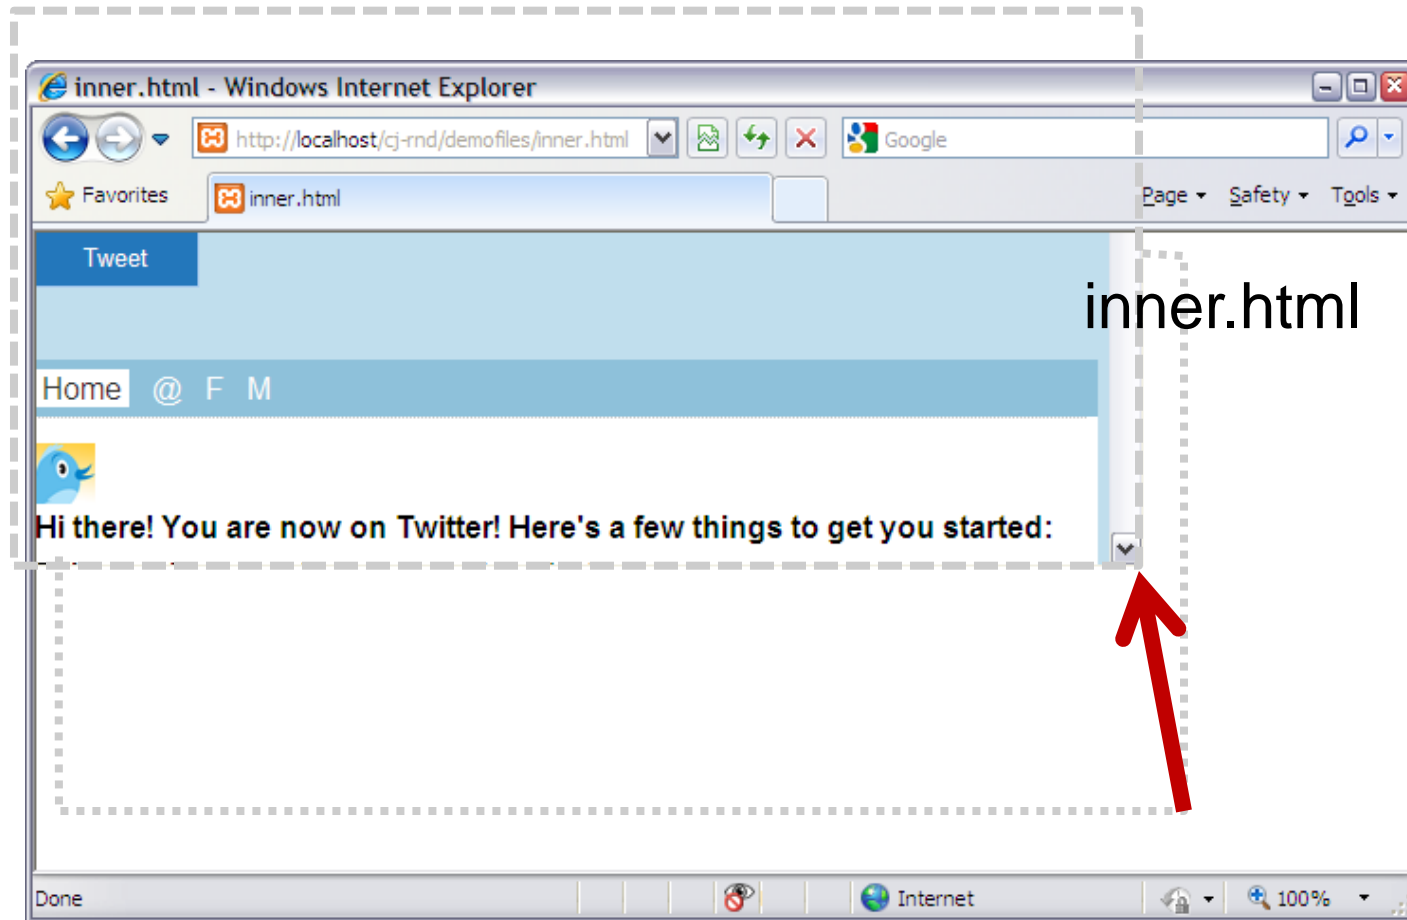 inner.html - Windows Internet Explorer
http://localhost/cj-rnd/demofiles/inner.html
Google
Favorites
inner.html
Page
Safety
Tools
Tweet
inner.html
Home @ F M
Hi there! You are now on Twitter! Here's a few things to get you started:
Done
Internet
100%